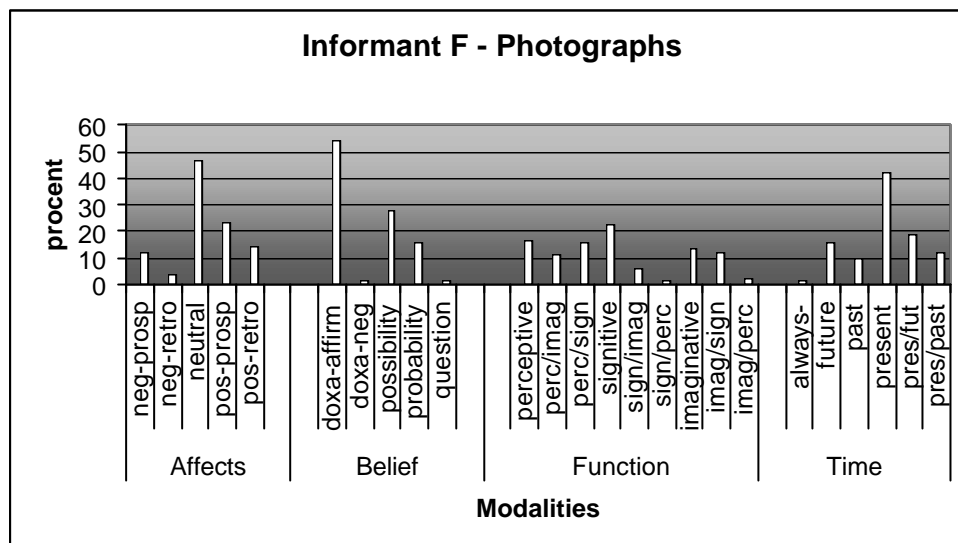 Informant F - Photographs
procent
60
50
40
30
20
10
0
neg-prosp
neg-retro
neutral
pos-prosp
pos-retro
doxa-affirm
doxa-neg
possibility
probability
question
perceptive
perc/imag
perc/sign
signitive
sign/imag
sign/perc
imaginative
imag/sign
imag/perc
always-
future
past
present
pres/fut
pres/past
Affects Belief Function Time
Modalities